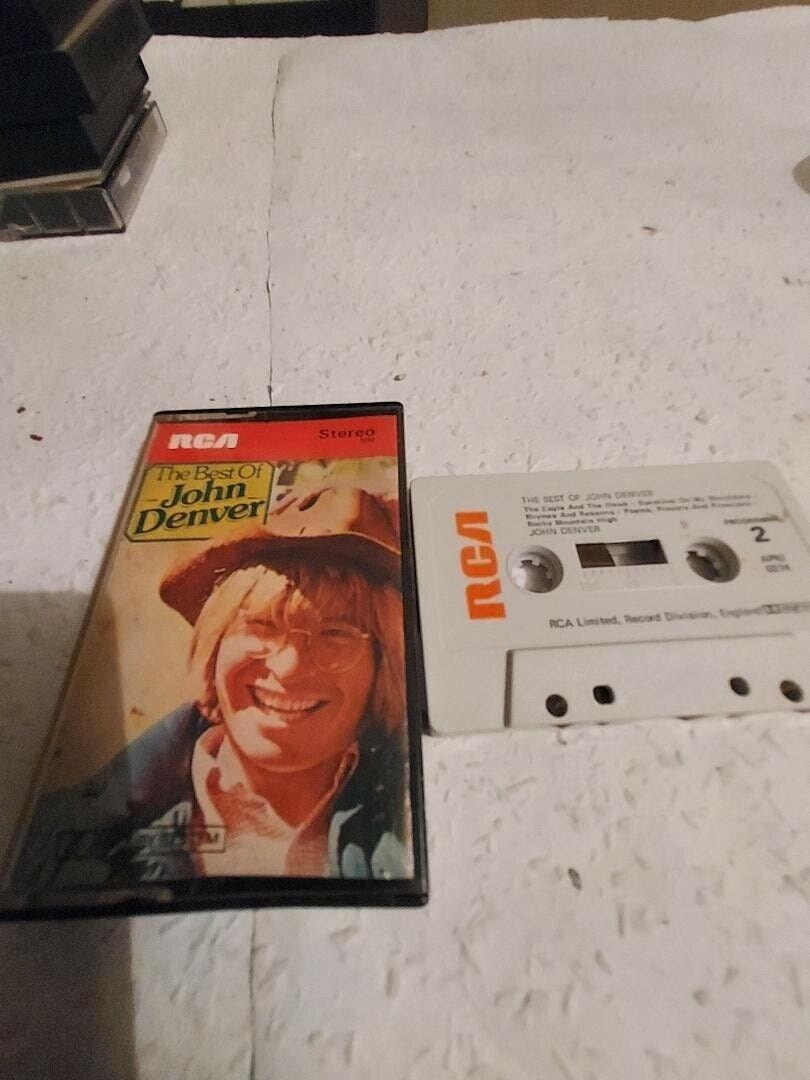 RCA
Stereo
The Best Of
John
Denver
RCA
THE BEST OF JOHN DENVER
The Eagle And The Hawk - Sunshine On My Shoulders -
Rhymes And Reasons - Poems, Prayers And Promises -
Rocky Mountain High
JOHN DENVER
PROGRAMME
2
RCA Limited, Record Division, England